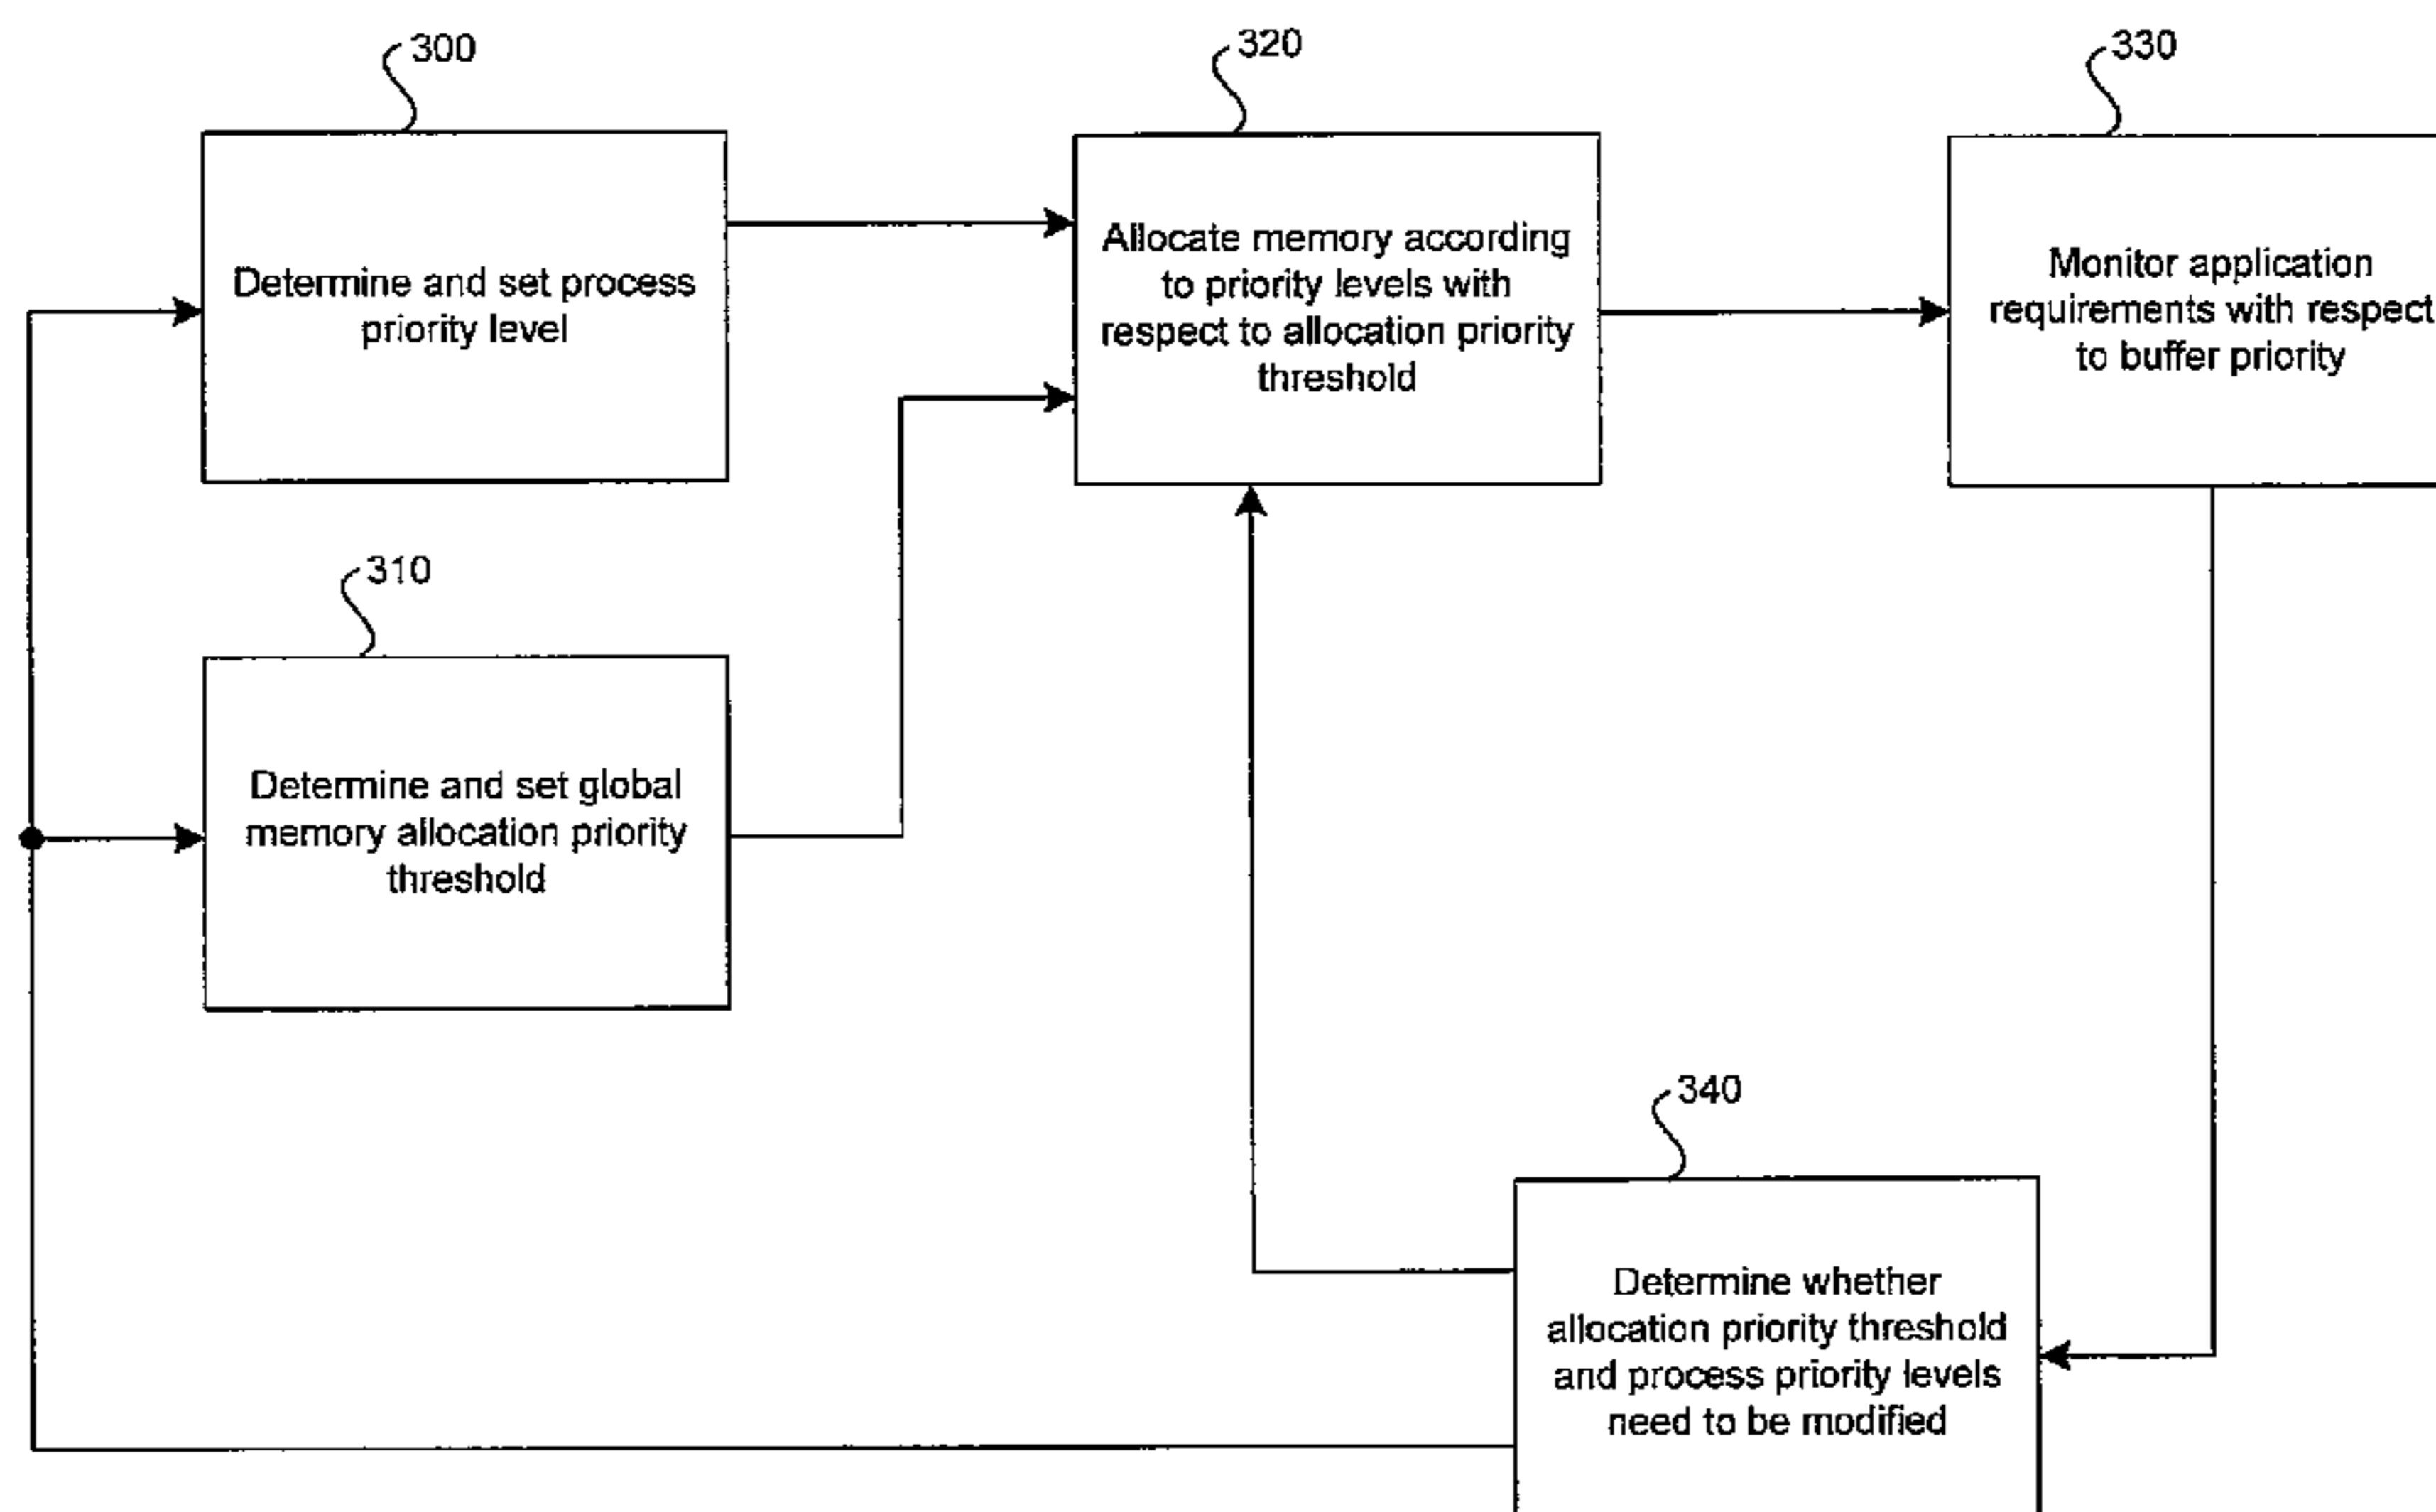 300
320
330
Determine and set process
priority level
Allocate memory according
to priority levels with
respect to allocation priority
threshold
Monitor application
requirements with respect
to buffer priority
310
Determine and set global
memory allocation priority
threshold
340
Determine whether
allocation priority threshold
and process priority levels
need to be modified